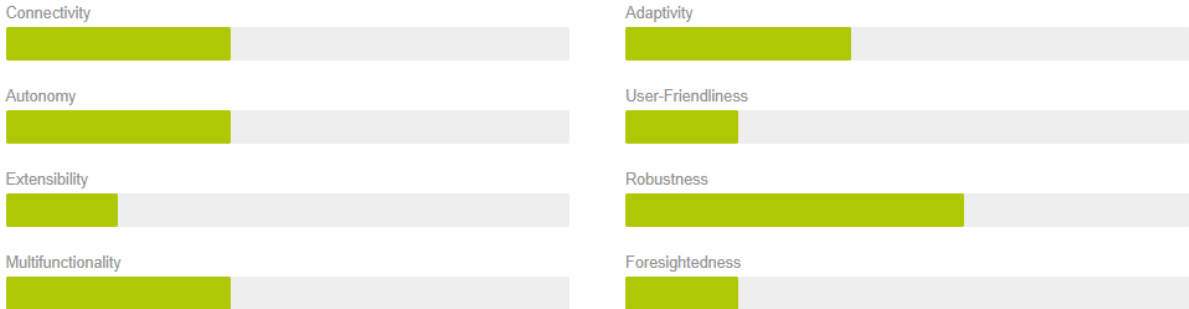 Connectivity
Adaptivity
Autonomy
User-Friendliness
Extensibility
Robustness
Multifunctionality
Foresightedness